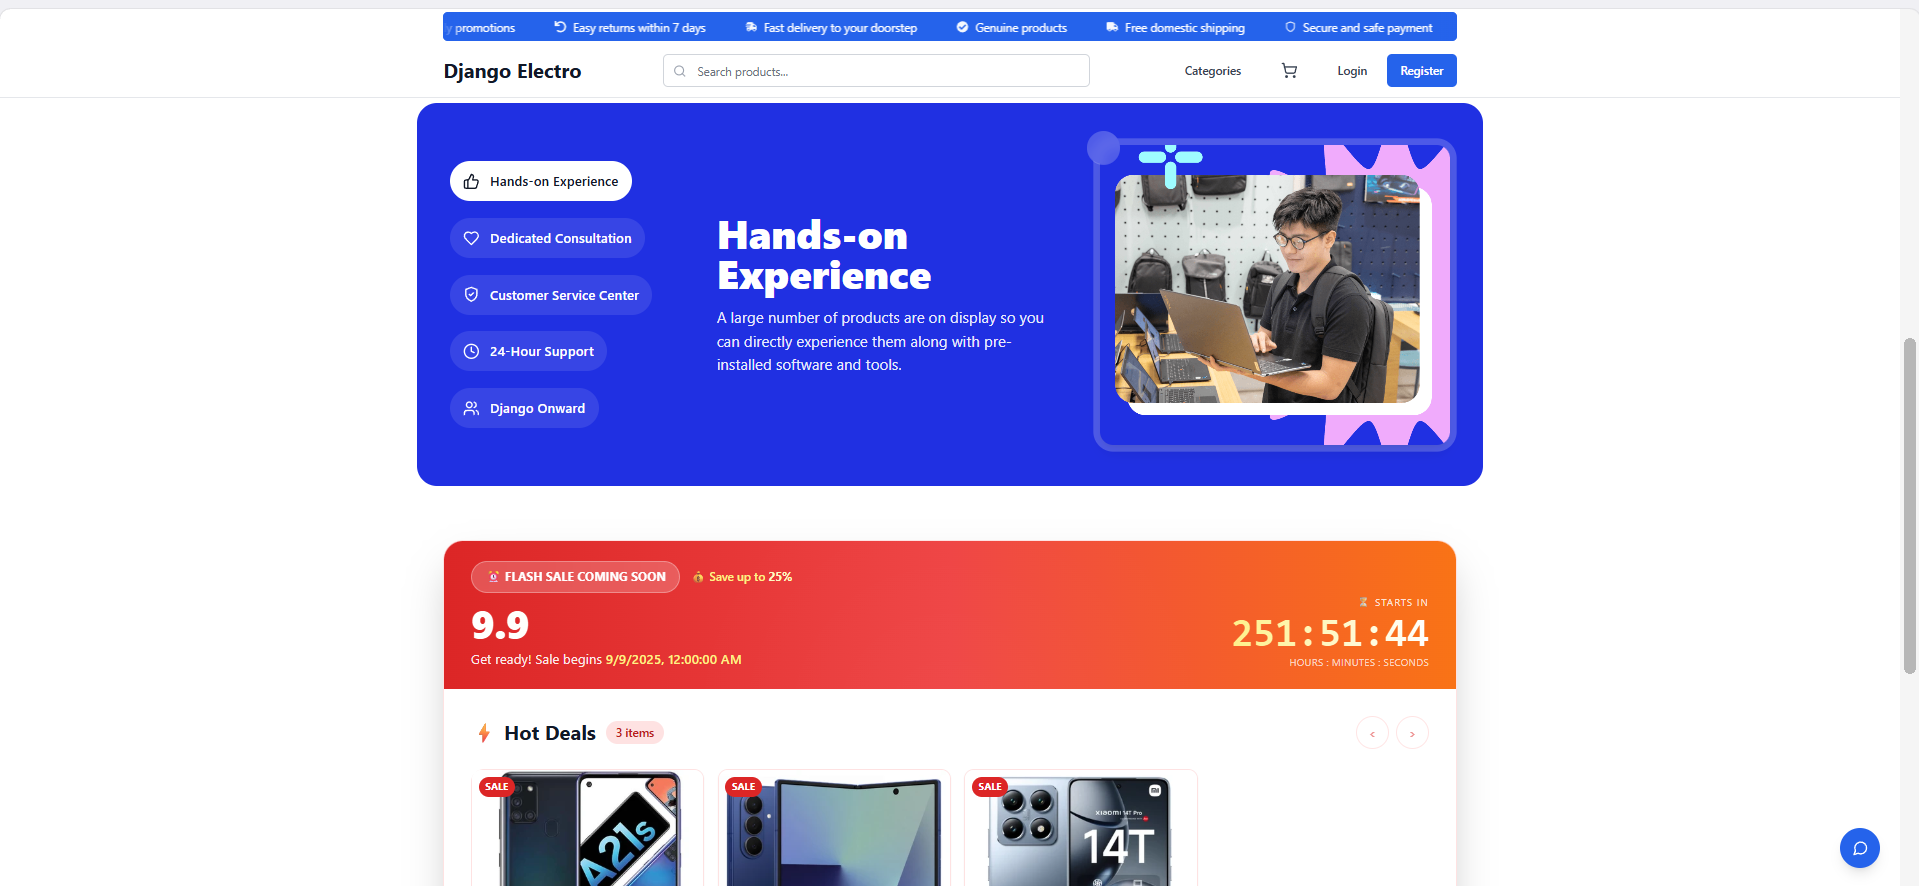 y promotions
Easy returns within 7 days
Fast delivery to your doorstep
Genuine products
Free domestic shipping
Secure and safe payment
Django Electro
Search products...
Categories
Login
Register
Hands-on Experience
Dedicated Consultation
Customer Service Center
24-Hour Support
Django Onward
Hands-on
Experience
A large number of products are on display so you
can directly experience them along with pre-
installed software and tools.
FLASH SALE COMING SOON
Save up to 25%
9.9
Get ready! Sale begins 9/9/2025, 12:00:00 AM
STARTS IN
251:51:44
HOURS : MINUTES : SECONDS
Hot Deals
3 items
SALE
A21s
SALE
SALE
xiaomi 14T Pro
14T